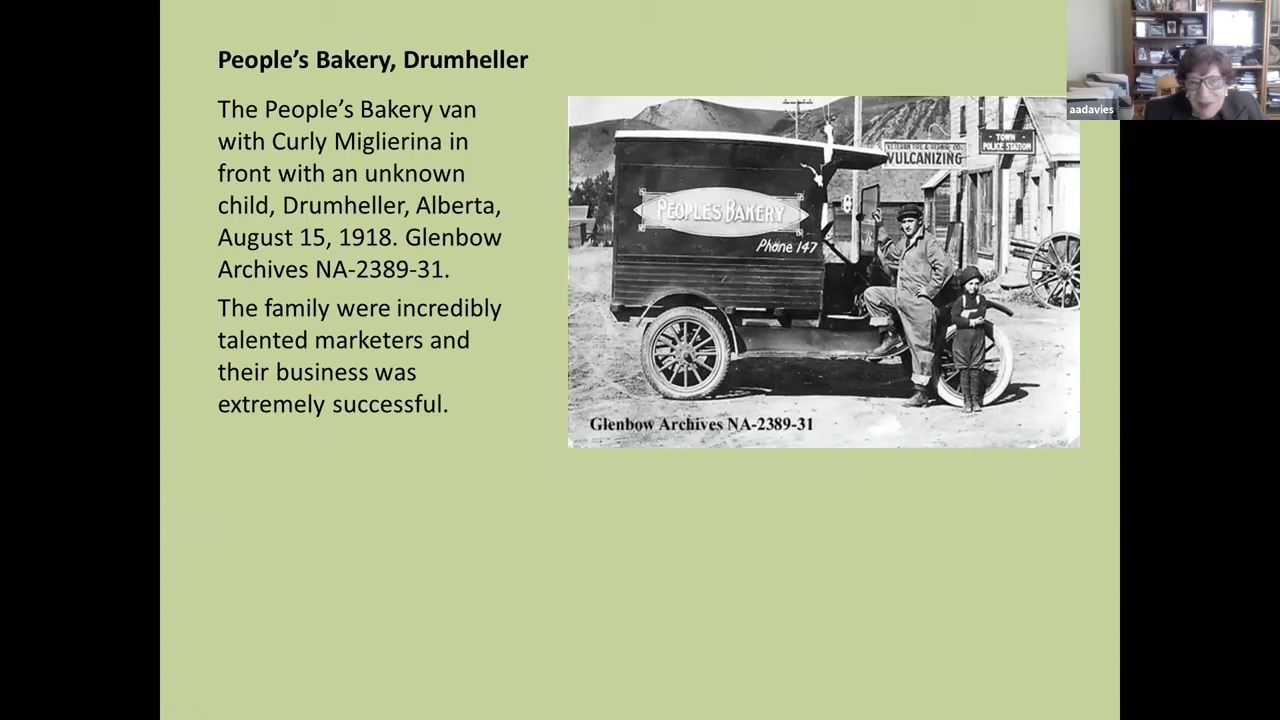 People’s Bakery, Drumheller
The People’s Bakery van
with Curly Miglierina in
front with an unknown
child, Drumheller, Alberta,
August 15, 1918. Glenbow
Archives NA-2389-31.
The family were incredibly
talented marketers and
their business was
extremely successful.
PEOPLES BAKERY
Phone 147
VULCANIZING
TOWN
POLICE STATION
Glenbow Archives NA-2389-31
aadavies